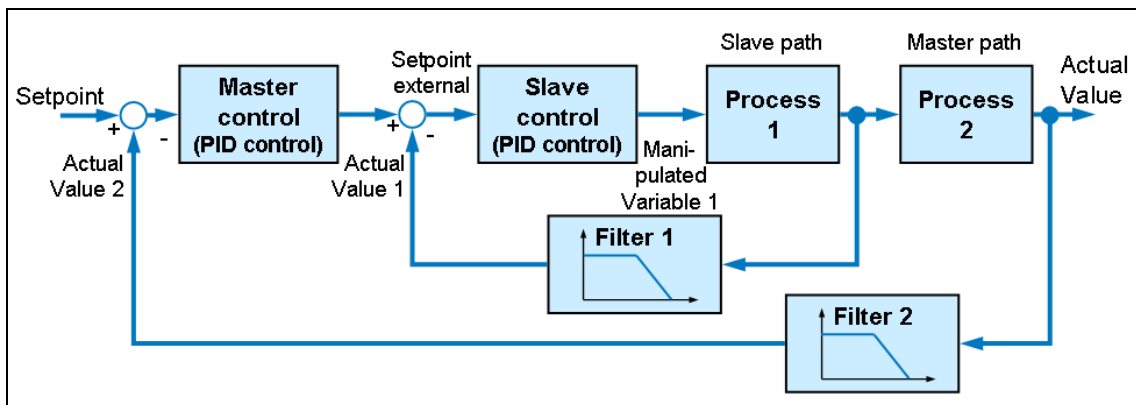 Setpoint
+
-
Actual
Value 2
Master
control
(PID control)
Setpoint
external
+
-
Actual
Value 1
Slave
control
(PID control)
Mani-
pulated
Variable 1
Slave path
Process
1
Master path
Process
2
Actual
Value
Filter 1
Filter 2